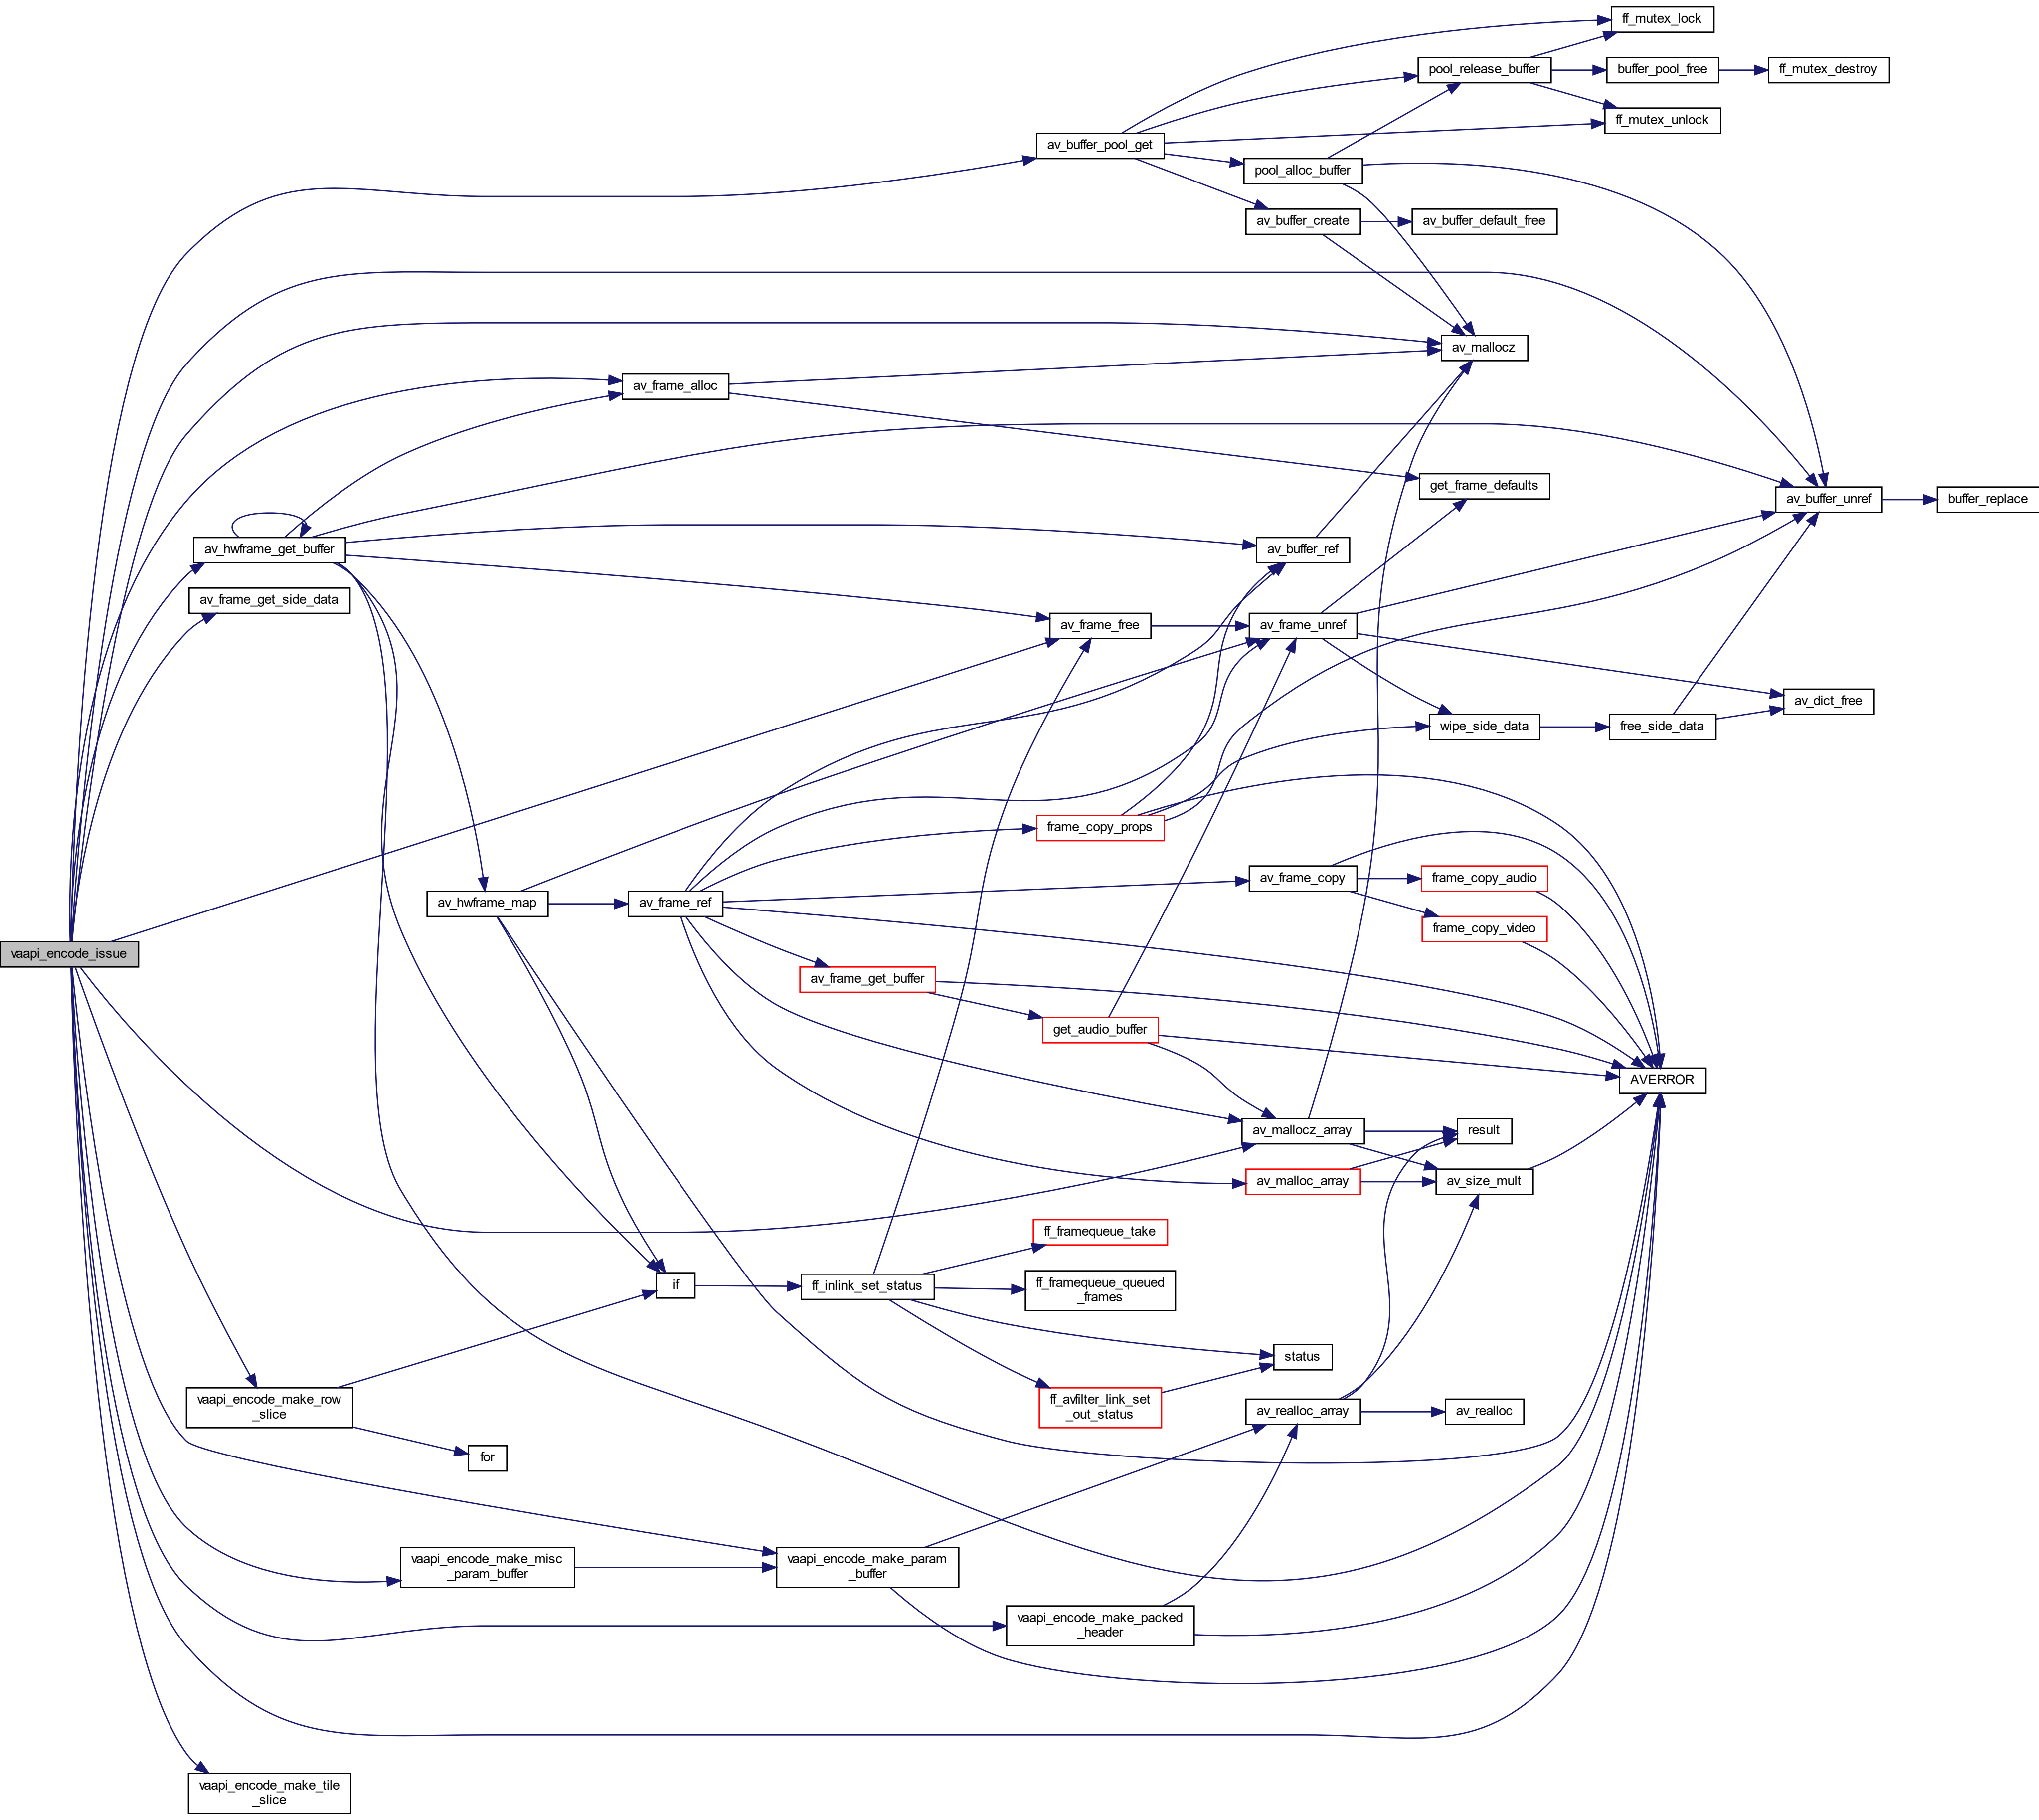 ff_mutex_lock
pool_release_buffer
buffer_pool_free
ff_mutex_destroy
ff_mutex_unlock
av_buffer_pool_get
pool_alloc_buffer
av_buffer_create
av_buffer_default_free
av_mallocz
av_frame_alloc
get_frame_defaults
av_buffer_unref
buffer_replace
av_hwframe_get_buffer
av_buffer_ref
av_frame_get_side_data
av_frame_free
av_frame_unref
av_dict_free
wipe_side_data
free_side_data
frame_copy_props
av_frame_copy
frame_copy_audio
av_hwframe_map
av_frame_ref
frame_copy_video
vaapi_encode_issue
av_frame_get_buffer
get_audio_buffer
AVERROR
av_mallocz_array
result
av_malloc_array
av_size_mult
ff_framequeue_take
if
ff_inlink_set_status
ff_framequeue_queued
_frames
status
vaapi_encode_make_row
_slice
ff_avfilter_link_set
_out_status
av_realloc_array
av_realloc
for
vaapi_encode_make_misc
_param_buffer
vaapi_encode_make_param
_buffer
vaapi_encode_make_packed
_header
vaapi_encode_make_tile
_slice